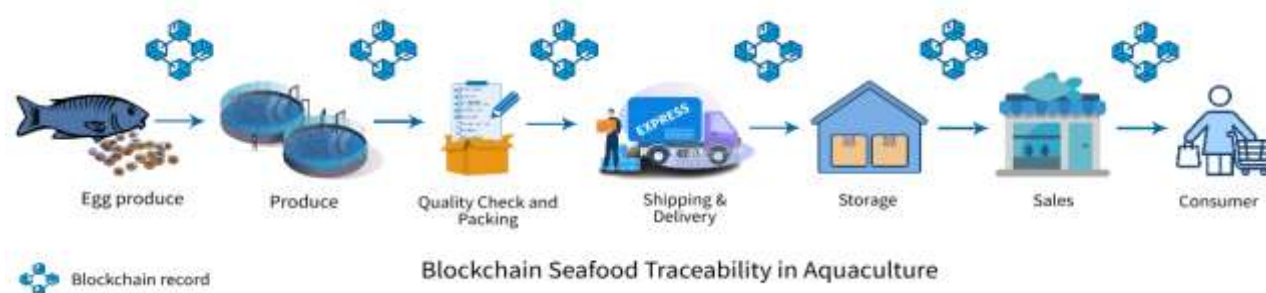 EXPRESS
Egg produce
Produce
Quality Check and
Packing
Shipping &
Delivery
Storage
Sales
Consumer
Blockchain record
Blockchain Seafood Traceability in Aquaculture